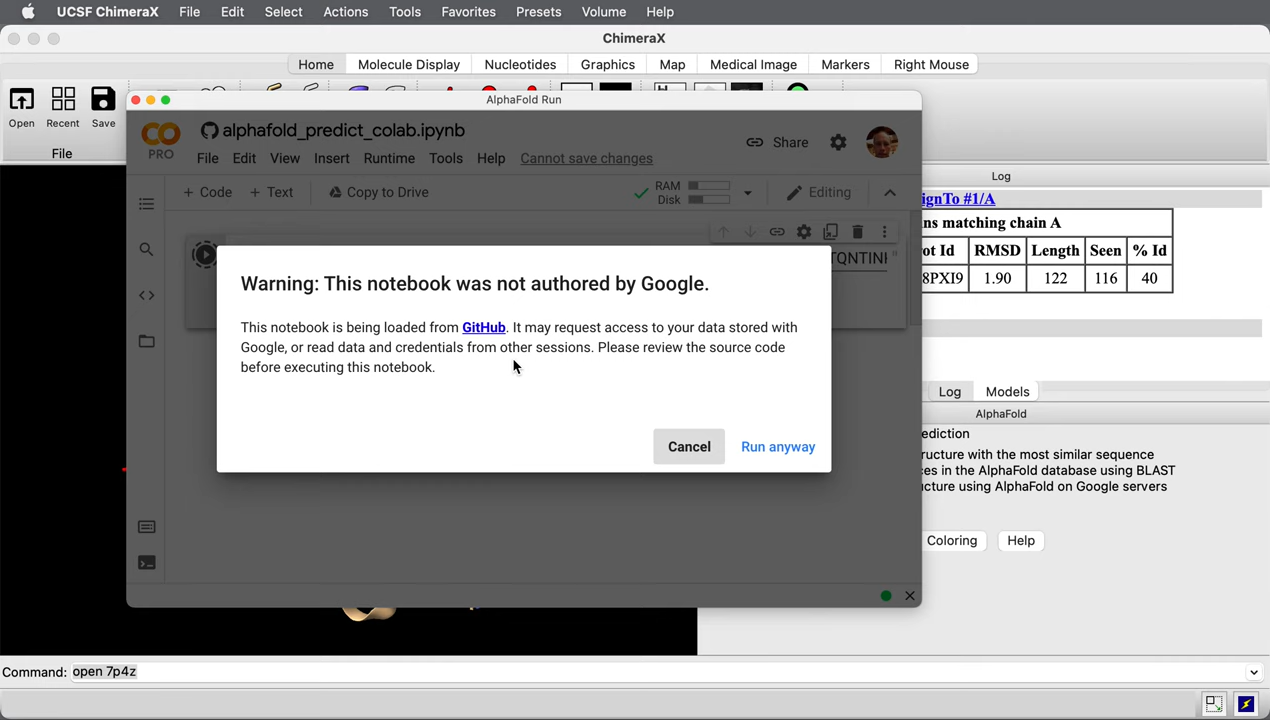 UCSF ChimeraX File Edit Select Actions Tools Favorites Presets Volume Help
ChimeraX
Home Molecule Display Nucleotides Graphics Map Medical Image Markers Right Mouse
Open Recent Save
File
AlphaFold Run
CO PRO
alphafold_predict_colab.ipynb
Share
File Edit View Insert Runtime Tools Help Cannot save changes
+ Code + Text Copy to Drive
RAM
Disk
Editing
TQNTIN
Warning: This notebook was not authored by Google.
This notebook is being loaded from GitHub. It may request access to your data stored with
Google, or read data and credentials from other sessions. Please review the source code
before executing this notebook.
Cancel Run anyway
Log
ignTo #1/A
ns matching chain A
ot Id RMSD Length Seen % Id
8PXI9 1.90 122 116 40
Log Models
AlphaFold
ediction
ructure with the most similar sequence
es in the AlphaFold database using BLAST
cture using AlphaFold on Google servers
Coloring Help
Command: open 7p4z